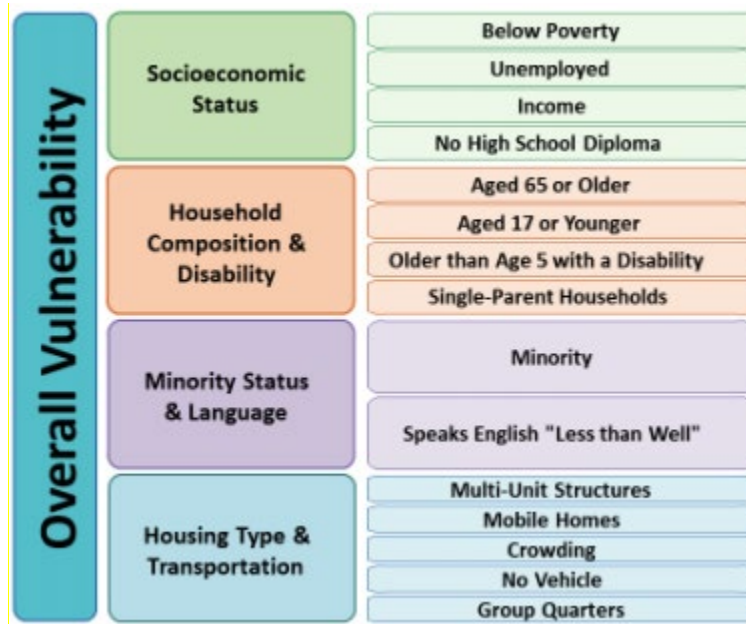 Overall Vulnerability
Socioeconomic
Status
Below Poverty
Unemployed
Income
No High School Diploma
Household
Composition &
Disability
Aged 65 or Older
Aged 17 or Younger
Older than Age 5 with a Disability
Single-Parent Households
Minority Status
& Language
Minority
Speaks English "Less than Well"
Housing Type &
Transportation
Multi-Unit Structures
Mobile Homes
Crowding
No Vehicle
Group Quarters